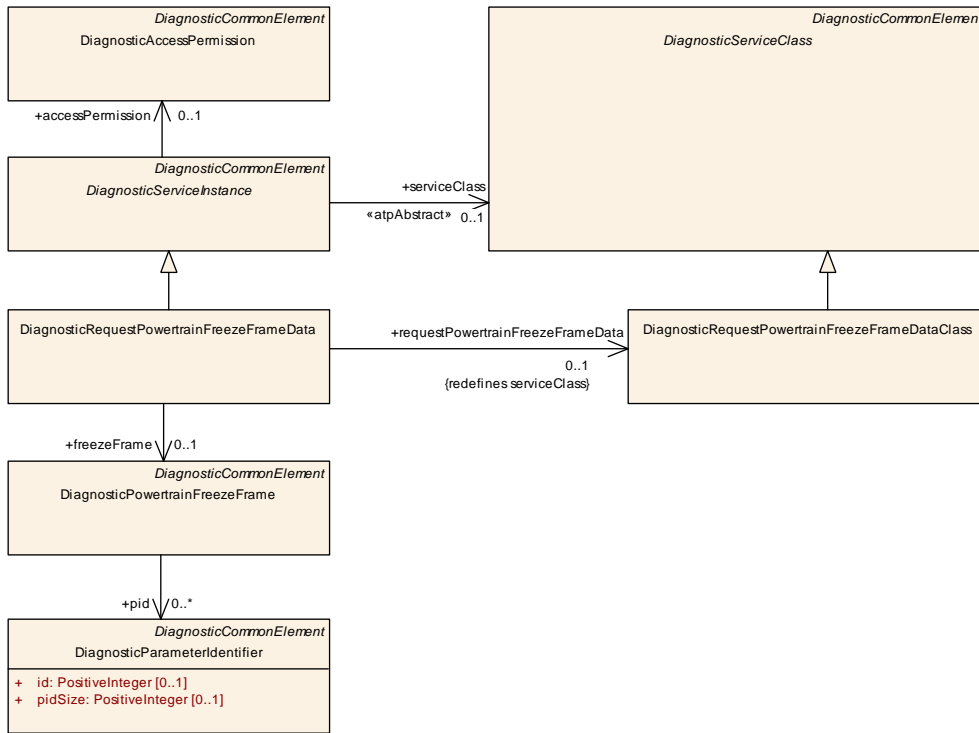 DiagnosticCommonElement
DiagnosticAccessPermission
DiagnosticCommonElement
DiagnosticServiceClass
+accessPermission 0..1
DiagnosticCommonElement
DiagnosticServiceInstance
+serviceClass
«atpAbstract» 0..1
DiagnosticRequestPowertrainFreezeFrameData
+requestPowertrainFreezeFrameData
0..1
{redefines serviceClass}
DiagnosticRequestPowertrainFreezeFrameDataClass
+freezeFrame 0..1
DiagnosticCommonElement
DiagnosticPowertrainFreezeFrame
+pid 0..*
DiagnosticCommonElement
DiagnosticParameterIdentifier
+ id: PositiveInteger [0..1]
+ pidSize: PositiveInteger [0..1]